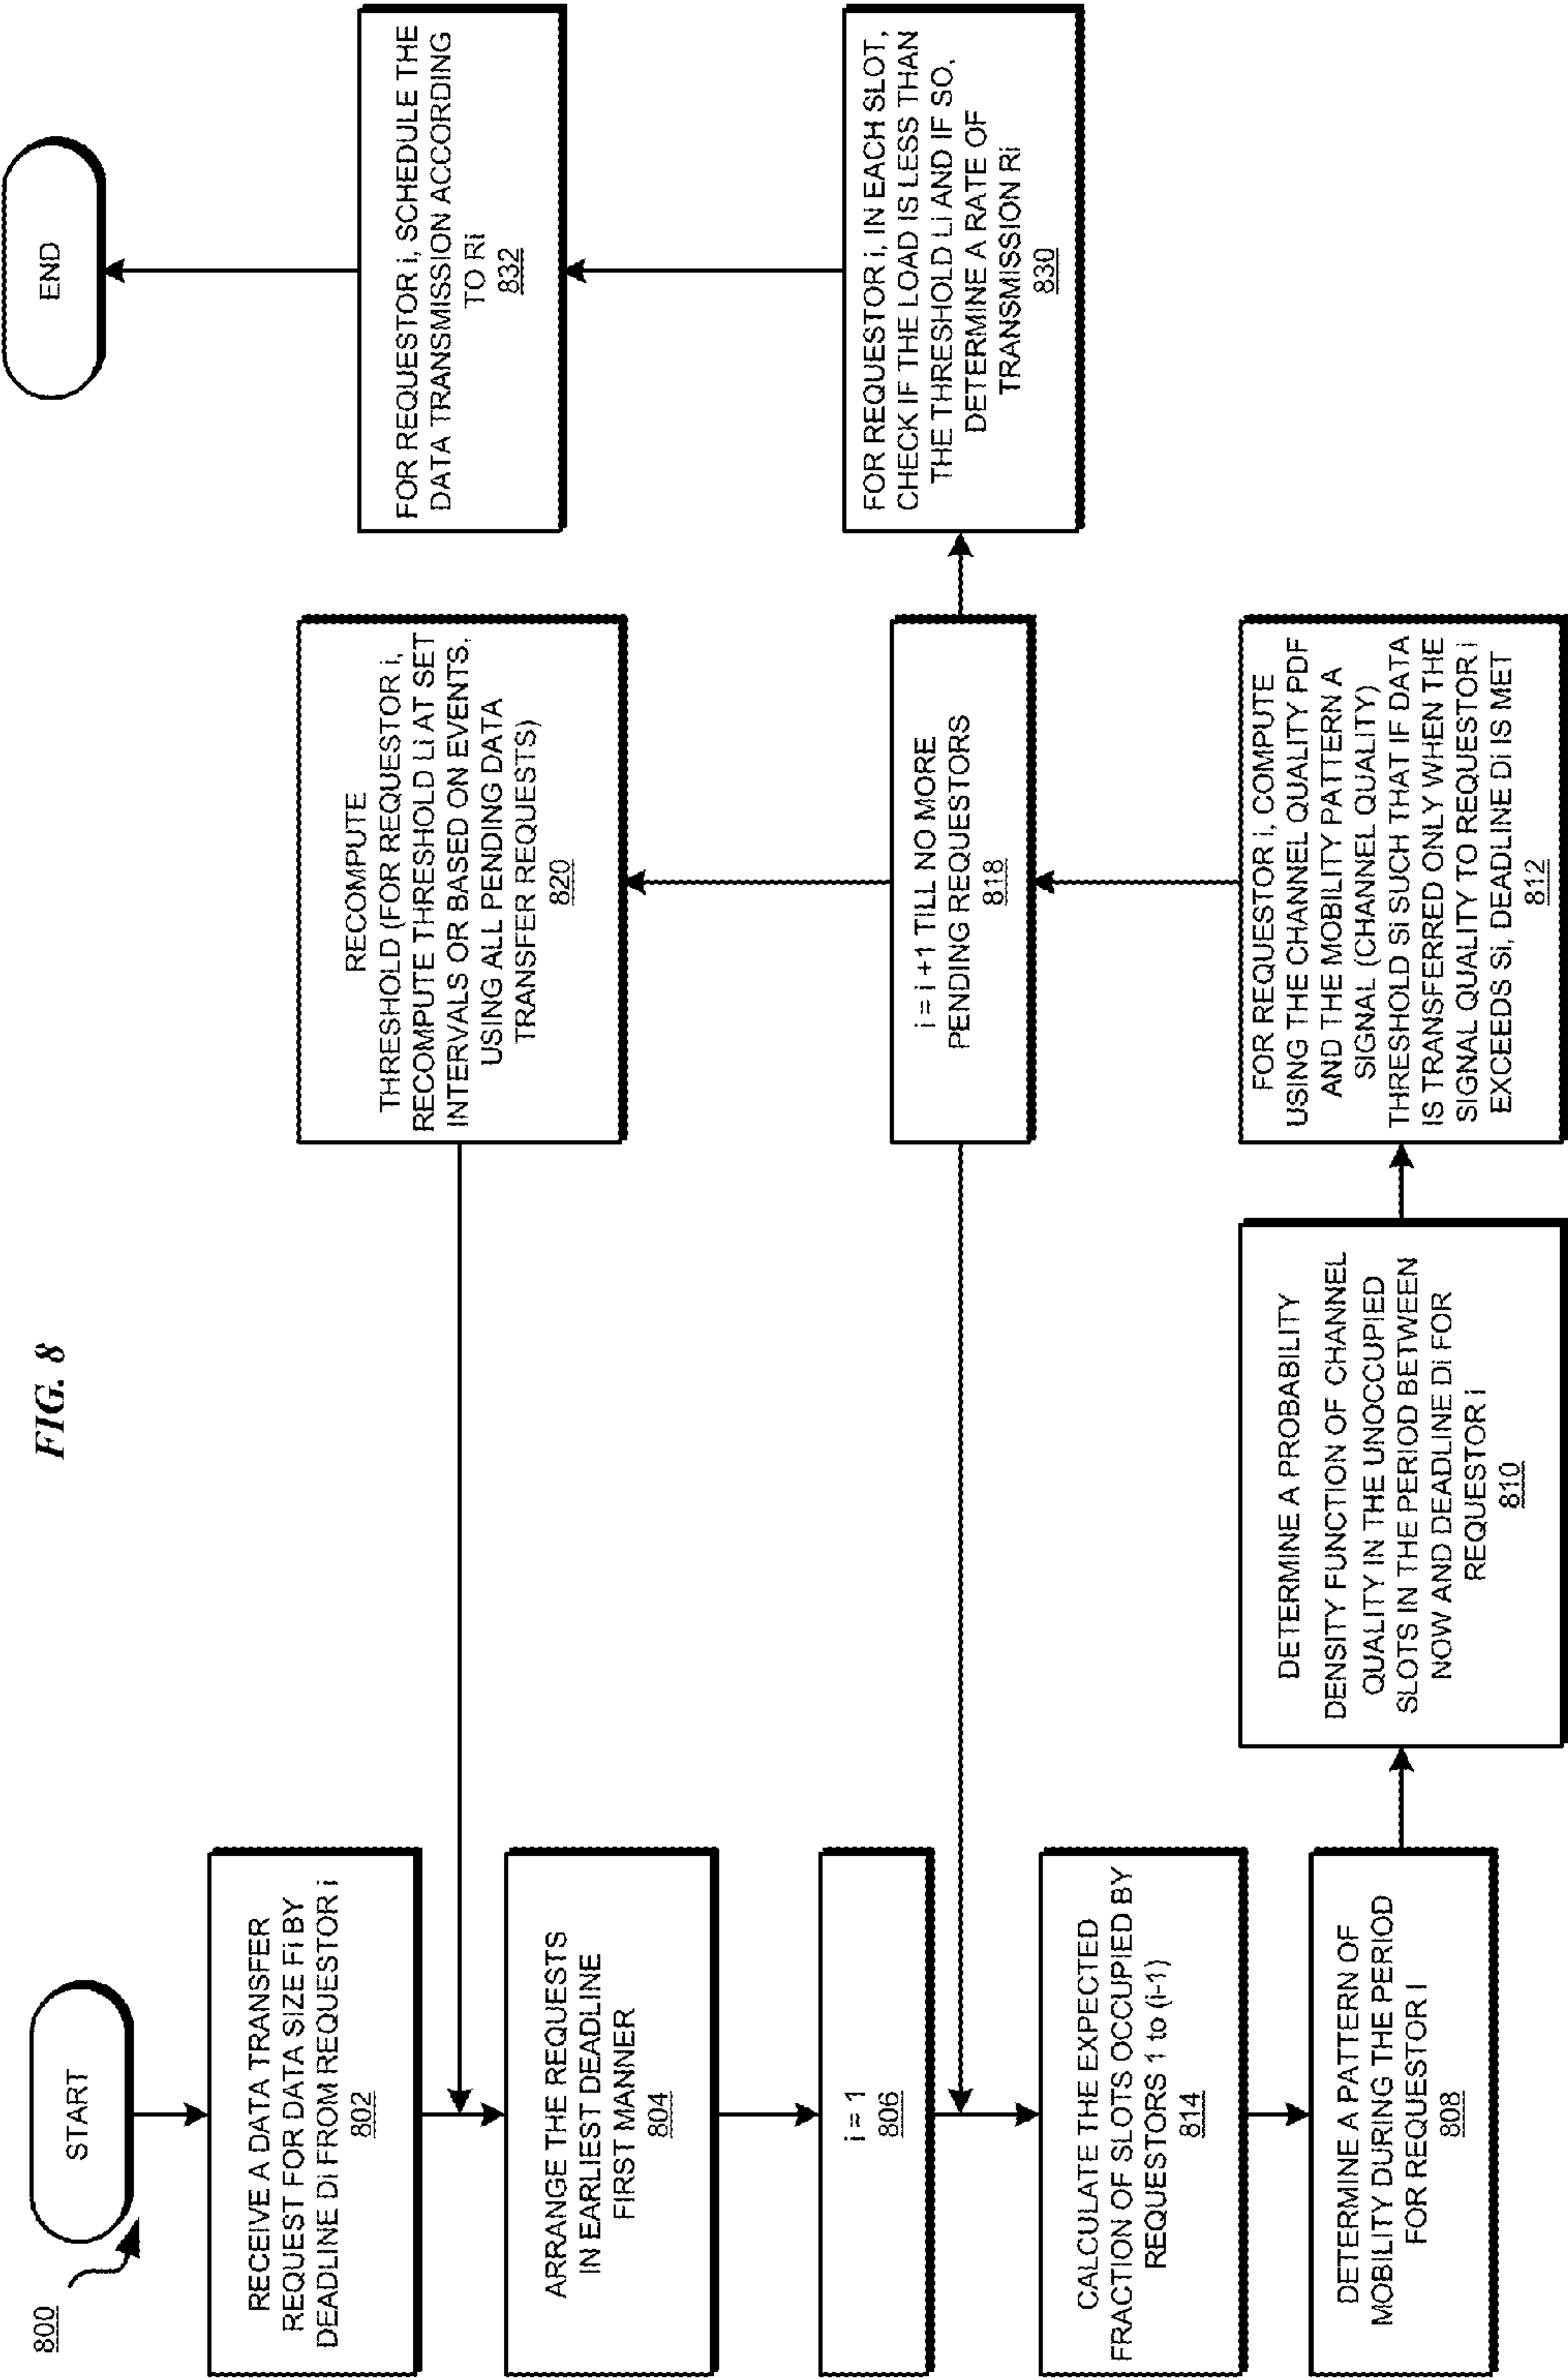 FIG. 8
800
START
RECEIVE A DATA TRANSFER
REQUEST FOR DATA SIZE Fi BY
DEADLINE Di FROM REQUESTOR i
802
ARRANGE THE REQUESTS
IN EARLIEST DEADLINE
FIRST MANNER
804
i = 1
806
CALCULATE THE EXPECTED
FRACTION OF SLOTS OCCUPIED BY
REQUESTORS 1 to (i-1)
814
DETERMINE A PATTERN OF
MOBILITY DURING THE PERIOD
FOR REQUESTOR I
808
DETERMINE A PROBABILITY
DENSITY FUNCTION OF CHANNEL
QUALITY IN THE UNOCCUPIED
SLOTS IN THE PERIOD BETWEEN
NOW AND DEADLINE Di FOR
REQUESTOR i
810
FOR REQUESTOR i, COMPUTE
USING THE CHANNEL QUALITY PDF
AND THE MOBILITY PATTERN A
SIGNAL (CHANNEL QUALITY)
THRESHOLD Si SUCH THAT IF DATA
IS TRANSFERRED ONLY WHEN THE
SIGNAL QUALITY TO REQUESTOR i
EXCEEDS Si, DEADLINE Di IS MET
812
i = i +1 TILL NO MORE
PENDING REQUESTORS
818
RECOMPUTE
THRESHOLD (FOR REQUESTOR i,
RECOMPUTE THRESHOLD Li AT SET
INTERVALS OR BASED ON EVENTS,
USING ALL PENDING DATA
TRANSFER REQUESTS)
820
FOR REQUESTOR i, IN EACH SLOT,
CHECK IF THE LOAD IS LESS THAN
THE THRESHOLD Li AND IF SO,
DETERMINE A RATE OF
TRANSMISSION Ri
830
FOR REQUESTOR i, SCHEDULE THE
DATA TRANSMISSION ACCORDING
TO Ri
832
END